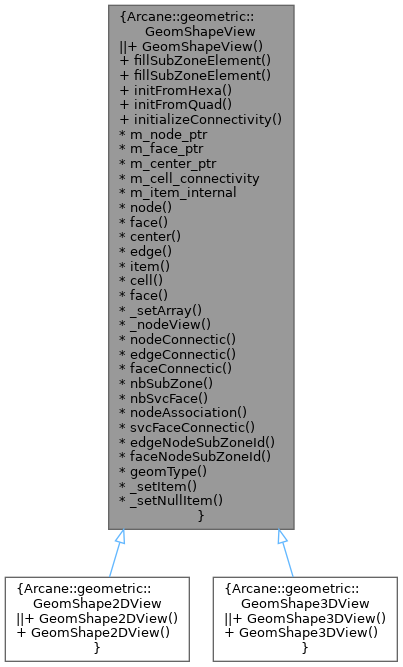 {Arcane::geometric::
GeomShapeView
||+ GeomShapeView()
+ fillSubZoneElement()
+ fillSubZoneElement()
+ initFromHexa()
+ initFromQuad()
+ initializeConnectivity()
* m_node_ptr
* m_face_ptr
* m_center_ptr
* m_cell_connectivity
* m_item_internal
* node()
* face()
* center()
* edge()
* item()
* cell()
* face()
* _setArray()
* _nodeView()
* nodeConnectic()
* edgeConnectic()
* faceConnectic()
* nbSubZone()
* nbSvcFace()
* nodeAssociation()
* svcFaceConnectic()
* edgeNodeSubZoneId()
* faceNodeSubZoneId()
* geomType()
* _setItem()
* _setNullItem()
}
{Arcane::geometric::
GeomShape2DView
||+ GeomShape2DView()
+ GeomShape2DView()
}
{Arcane::geometric::
GeomShape3DView
||+ GeomShape3DView()
+ GeomShape3DView()
}